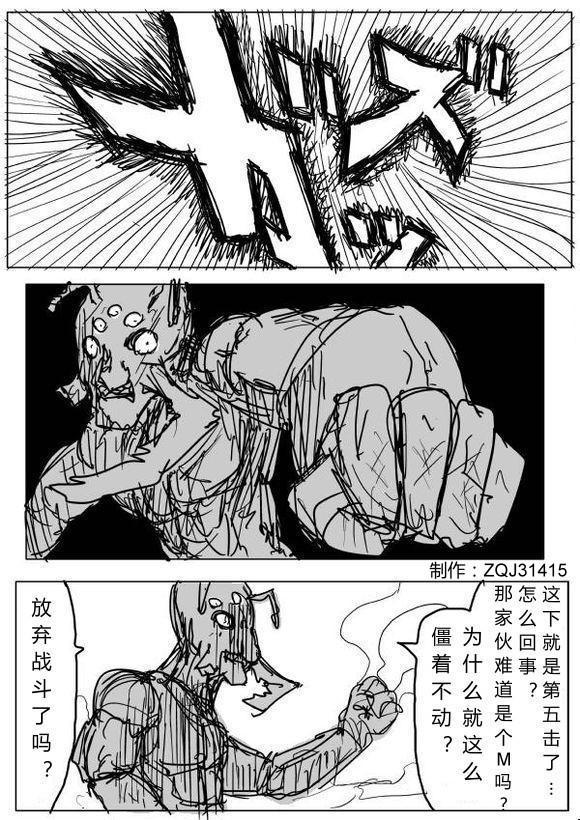 ズガッ
制作：ZQJ31415
这下就是第五击了…
怎么回事？
那家伙难道是个M吗？
为什么就这么
僵着不动？
放弃战斗了吗？